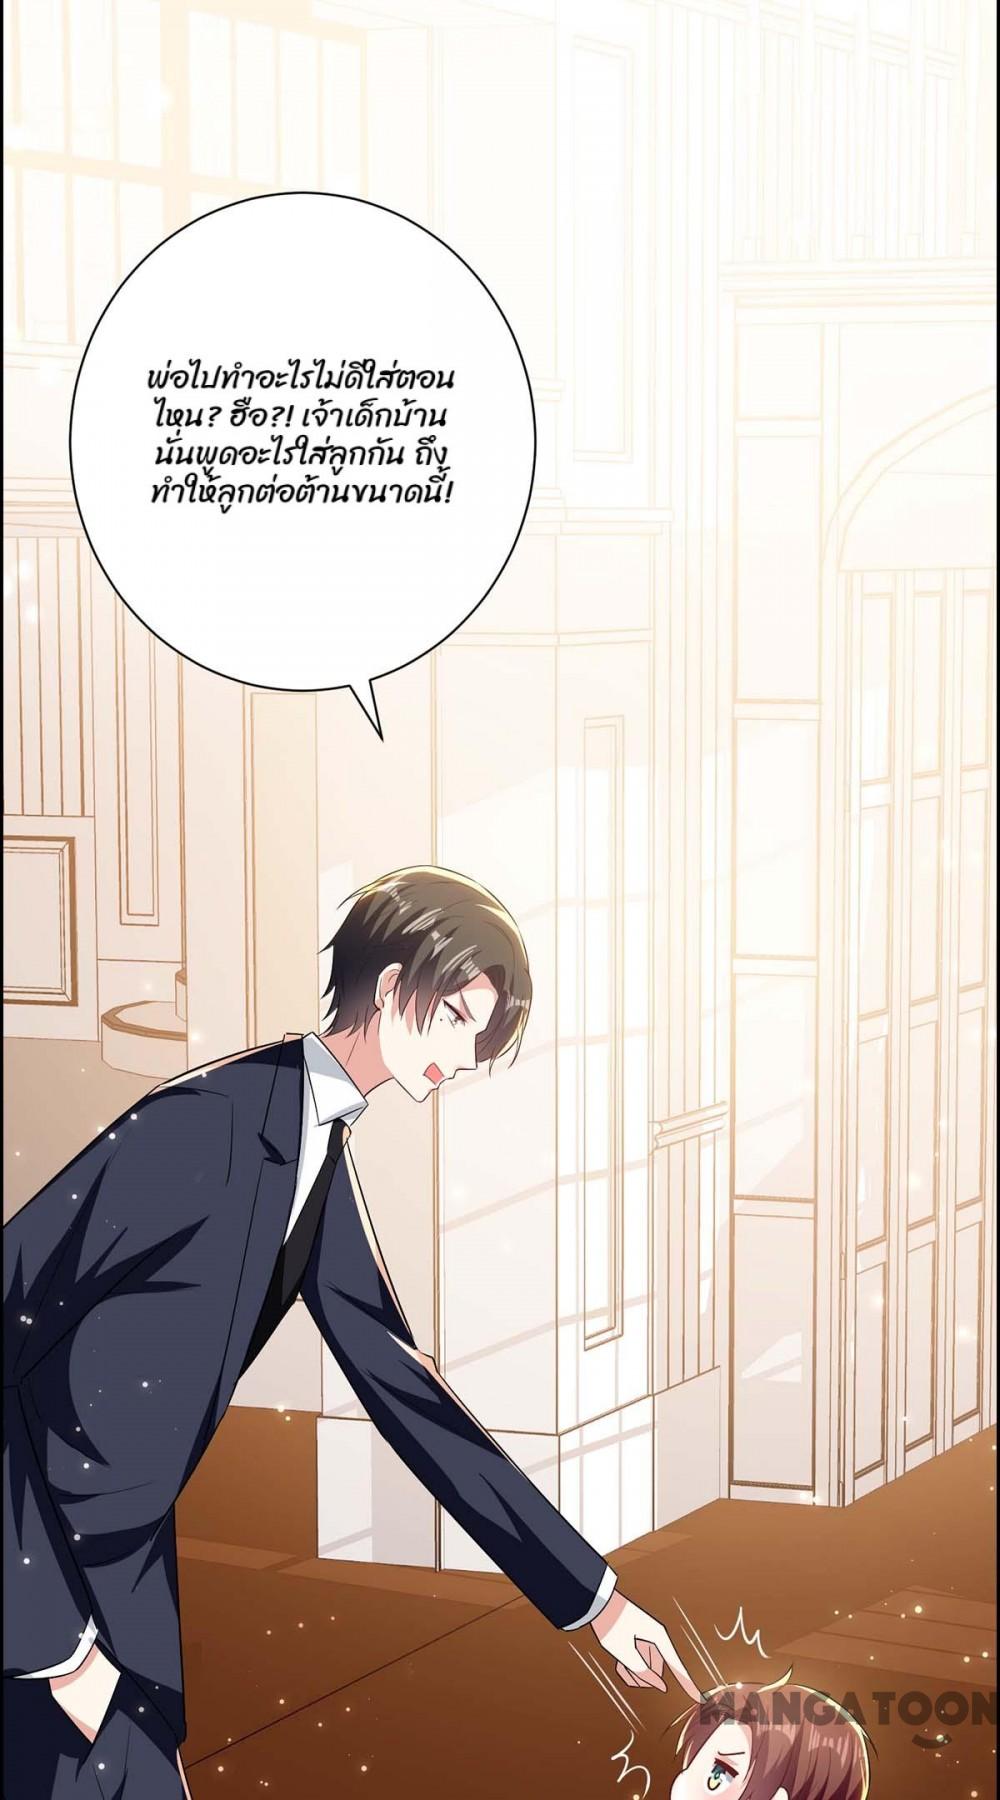 พ่อไปทำอะไรไม่ดีใส่ตอน
ไหน? ฮือ?! เจ้าเด็กบ้าน
นั่นพูดอะไรใส่ลูกกัน ถึง
ทำให้ลูกต่อต้านขนาดนี้!
MANGATOON